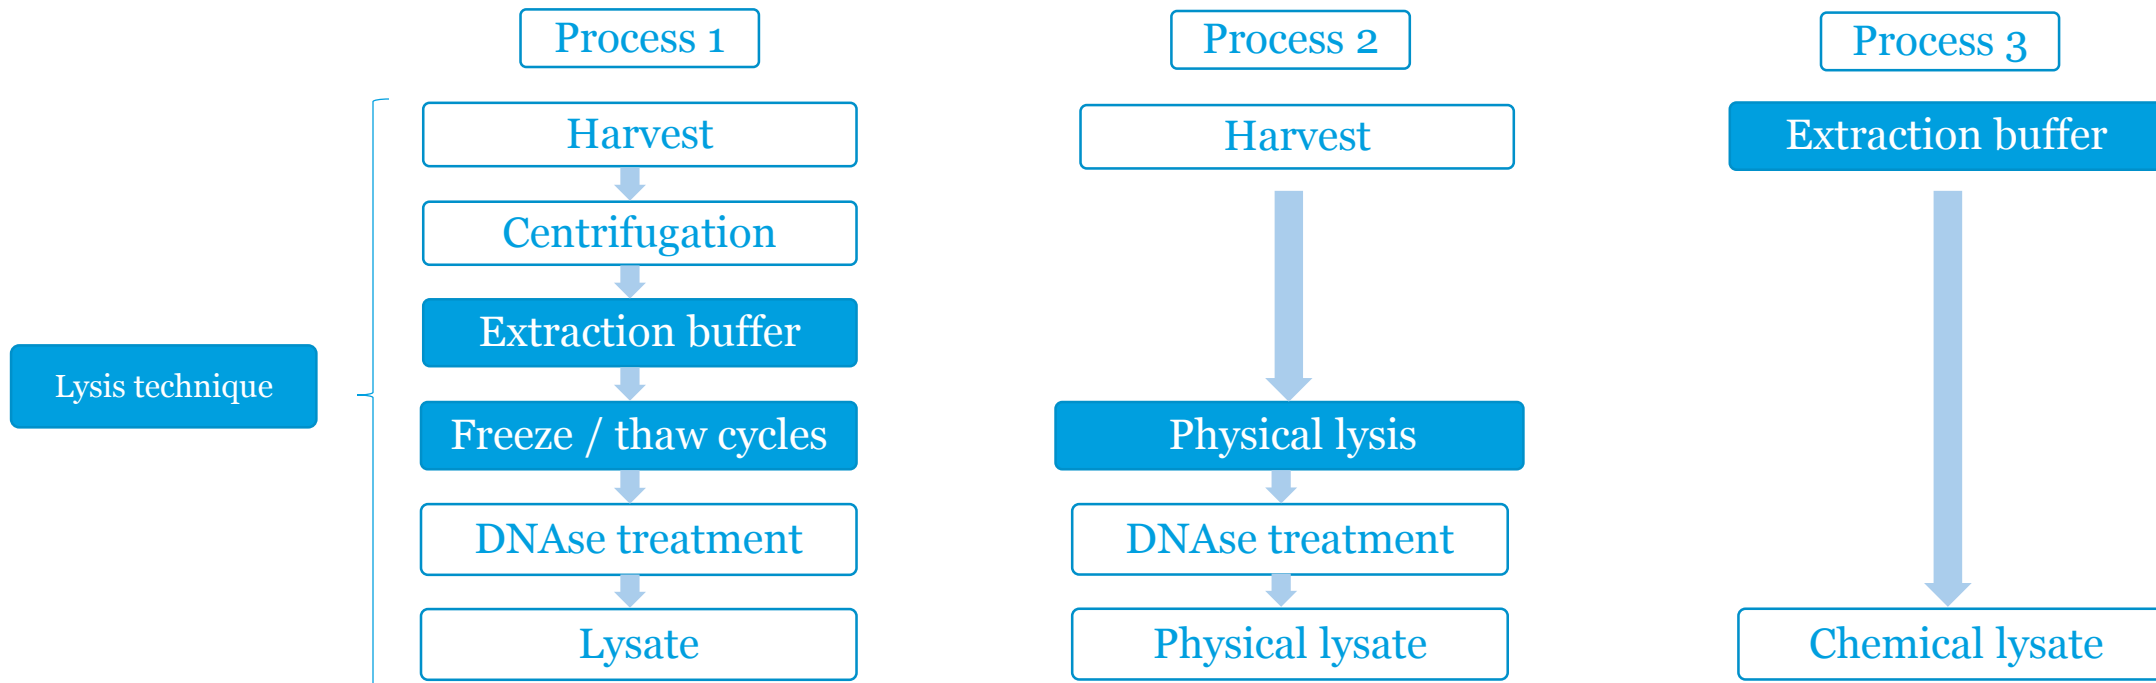 Process 1
Process 2
Process 3
Harvest
Harvest
Extraction buffer
Centrifugation
Extraction buffer
Lysis technique
Freeze / thaw cycles
Physical lysis
DNAse treatment
DNAse treatment
Lysate
Physical lysate
Chemical lysate